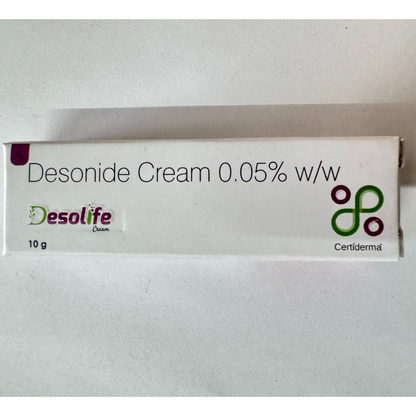 Desonide Cream 0.05% w/w
Desolife
Cream
10 g
Certiderma